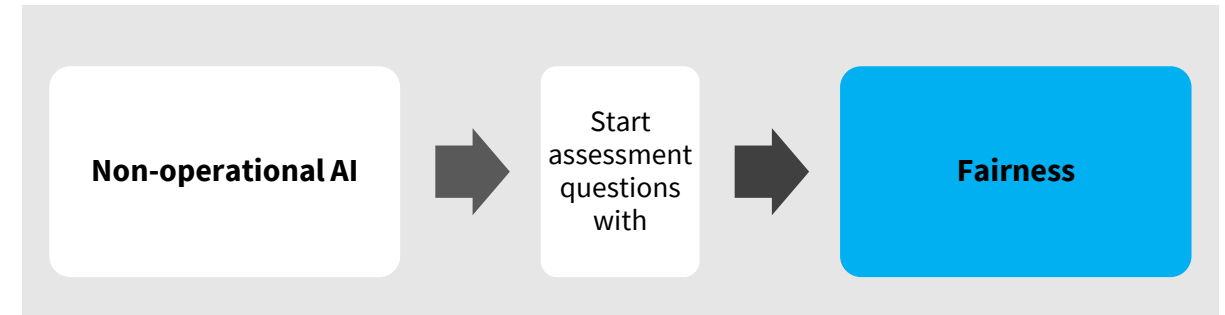 Non-operational AI
Start
assessment
questions
with
Fairness